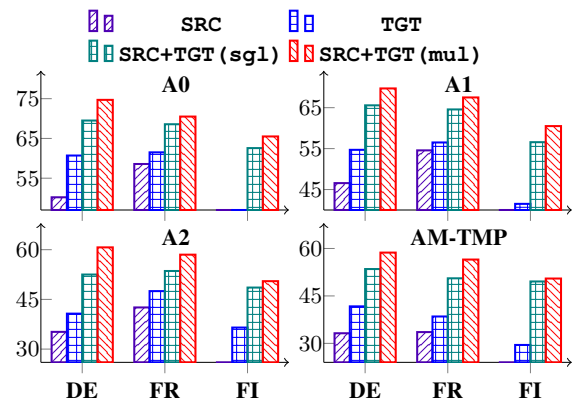 SRC TGT
SRC+TGT(sgl) SRC+TGT(mul)
A0 A1
75
65
55
65
55
45
A2 AM-TMP
60
45
30
60
45
30
DE FR FI DE FR FI